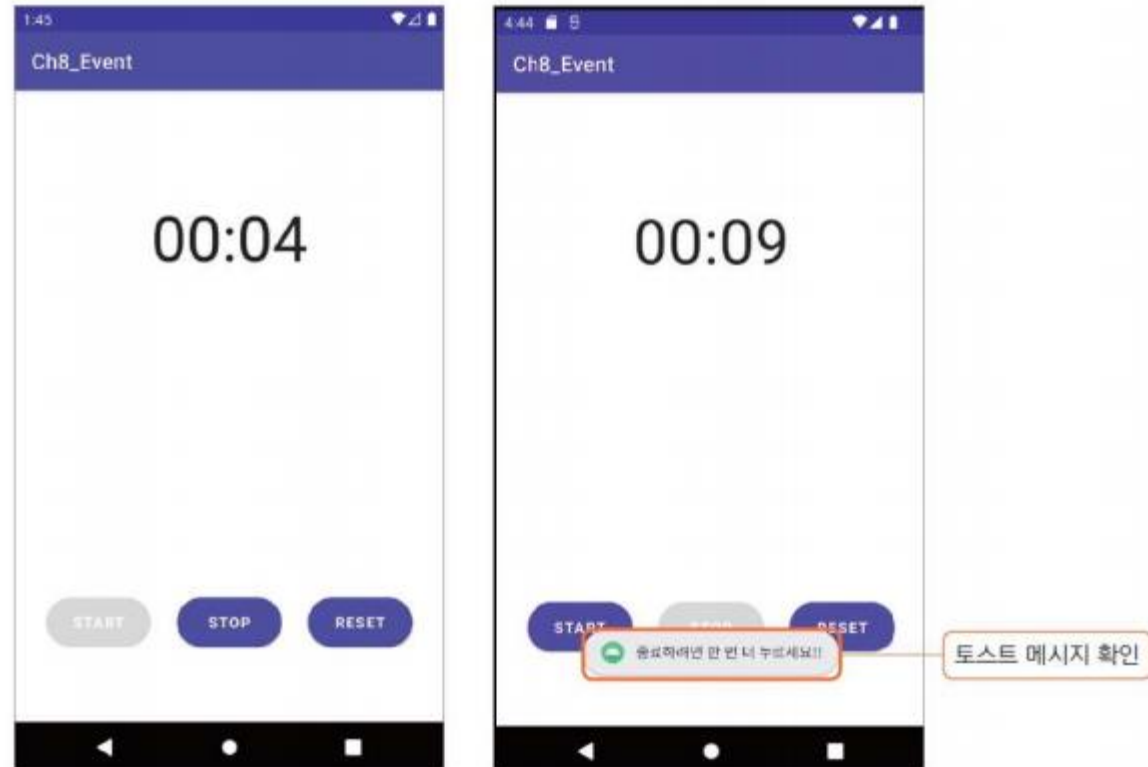 1:45
Ch8_Event
00:04
START
STOP
RESET
4:44
Ch8_Event
00:09
START
STOP
RESET
종료하려면 한 번 더 누르세요!!
토스트 메시지 확인